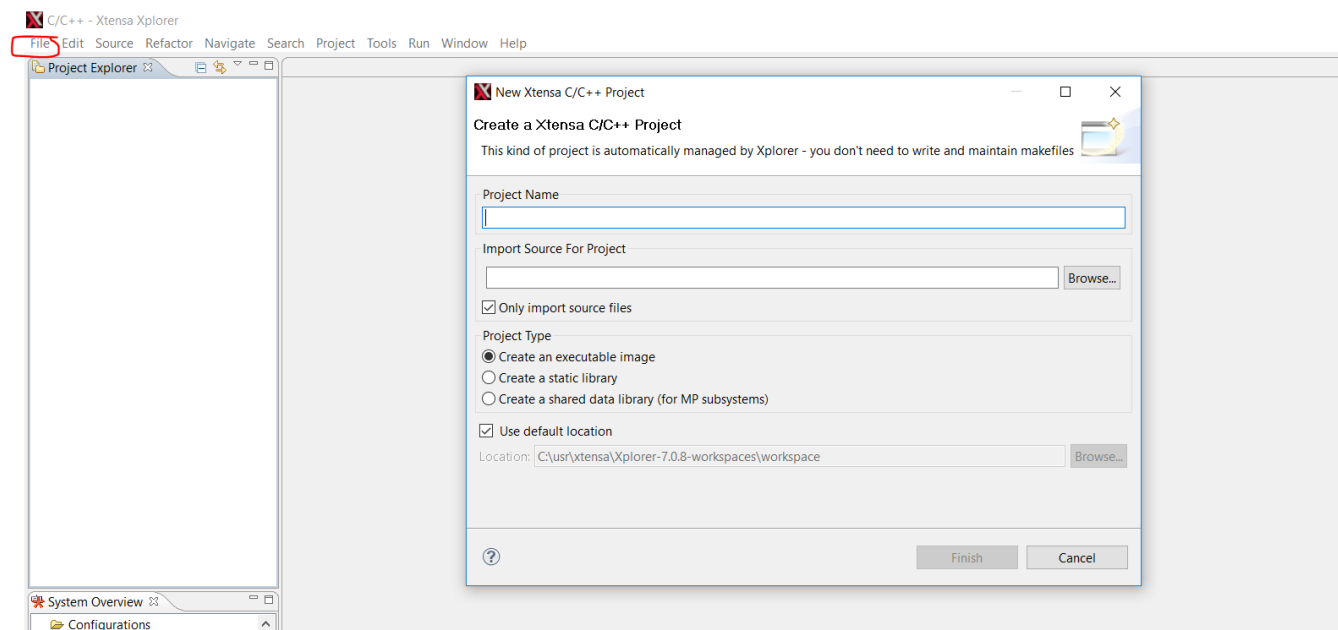 C/C++ - Xtensa Xplorer
File Edit Source Refactor Navigate Search Project Tools Run Window Help
Project Explorer
New Xtensa C/C++ Project
Create a Xtensa C/C++ Project
This kind of project is automatically managed by Xplorer - you don't need to write and maintain makefiles
Project Name
Import Source For Project
Browse...
Only import source files
Project Type
Create an executable image
Create a static library
Create a shared data library (for MP subsystems)
Use default location
Location: C:\usr\xtensa\Xplorer-7.0.8-workspaces\workspace Browse...
Finish Cancel
System Overview
Configurations